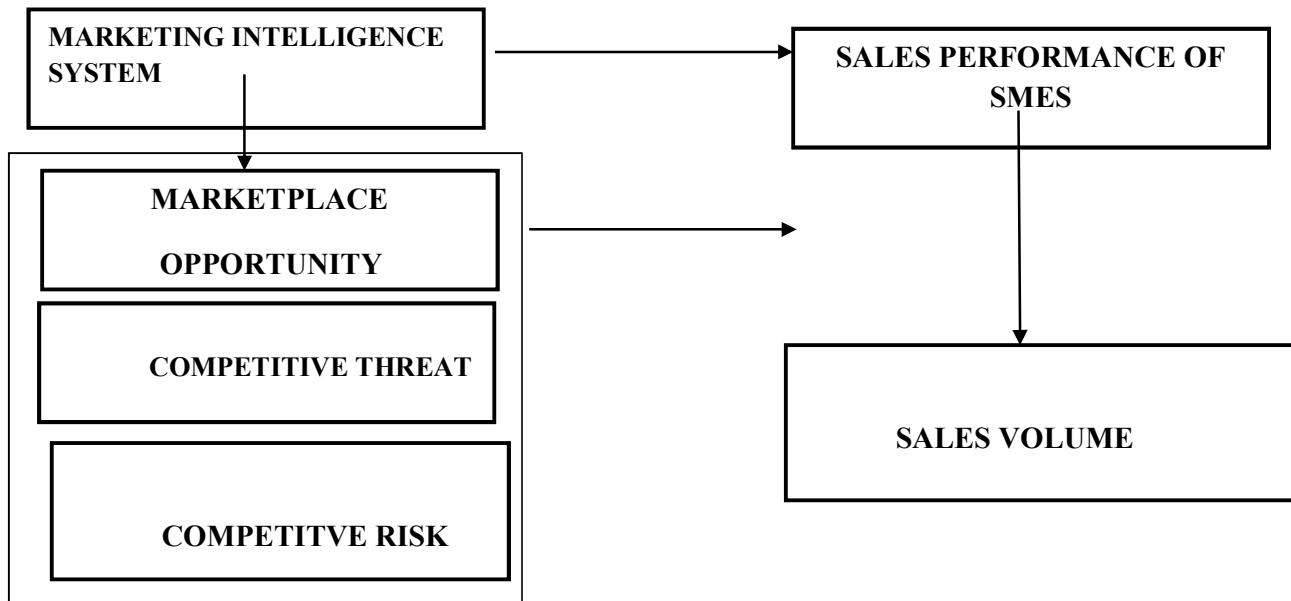 MARKETING INTELLIGENCE
SYSTEM
SALES PERFORMANCE OF
SMES
MARKETPLACE
OPPORTUNITY
COMPETITIVE THREAT
SALES VOLUME
COMPETITVE RISK